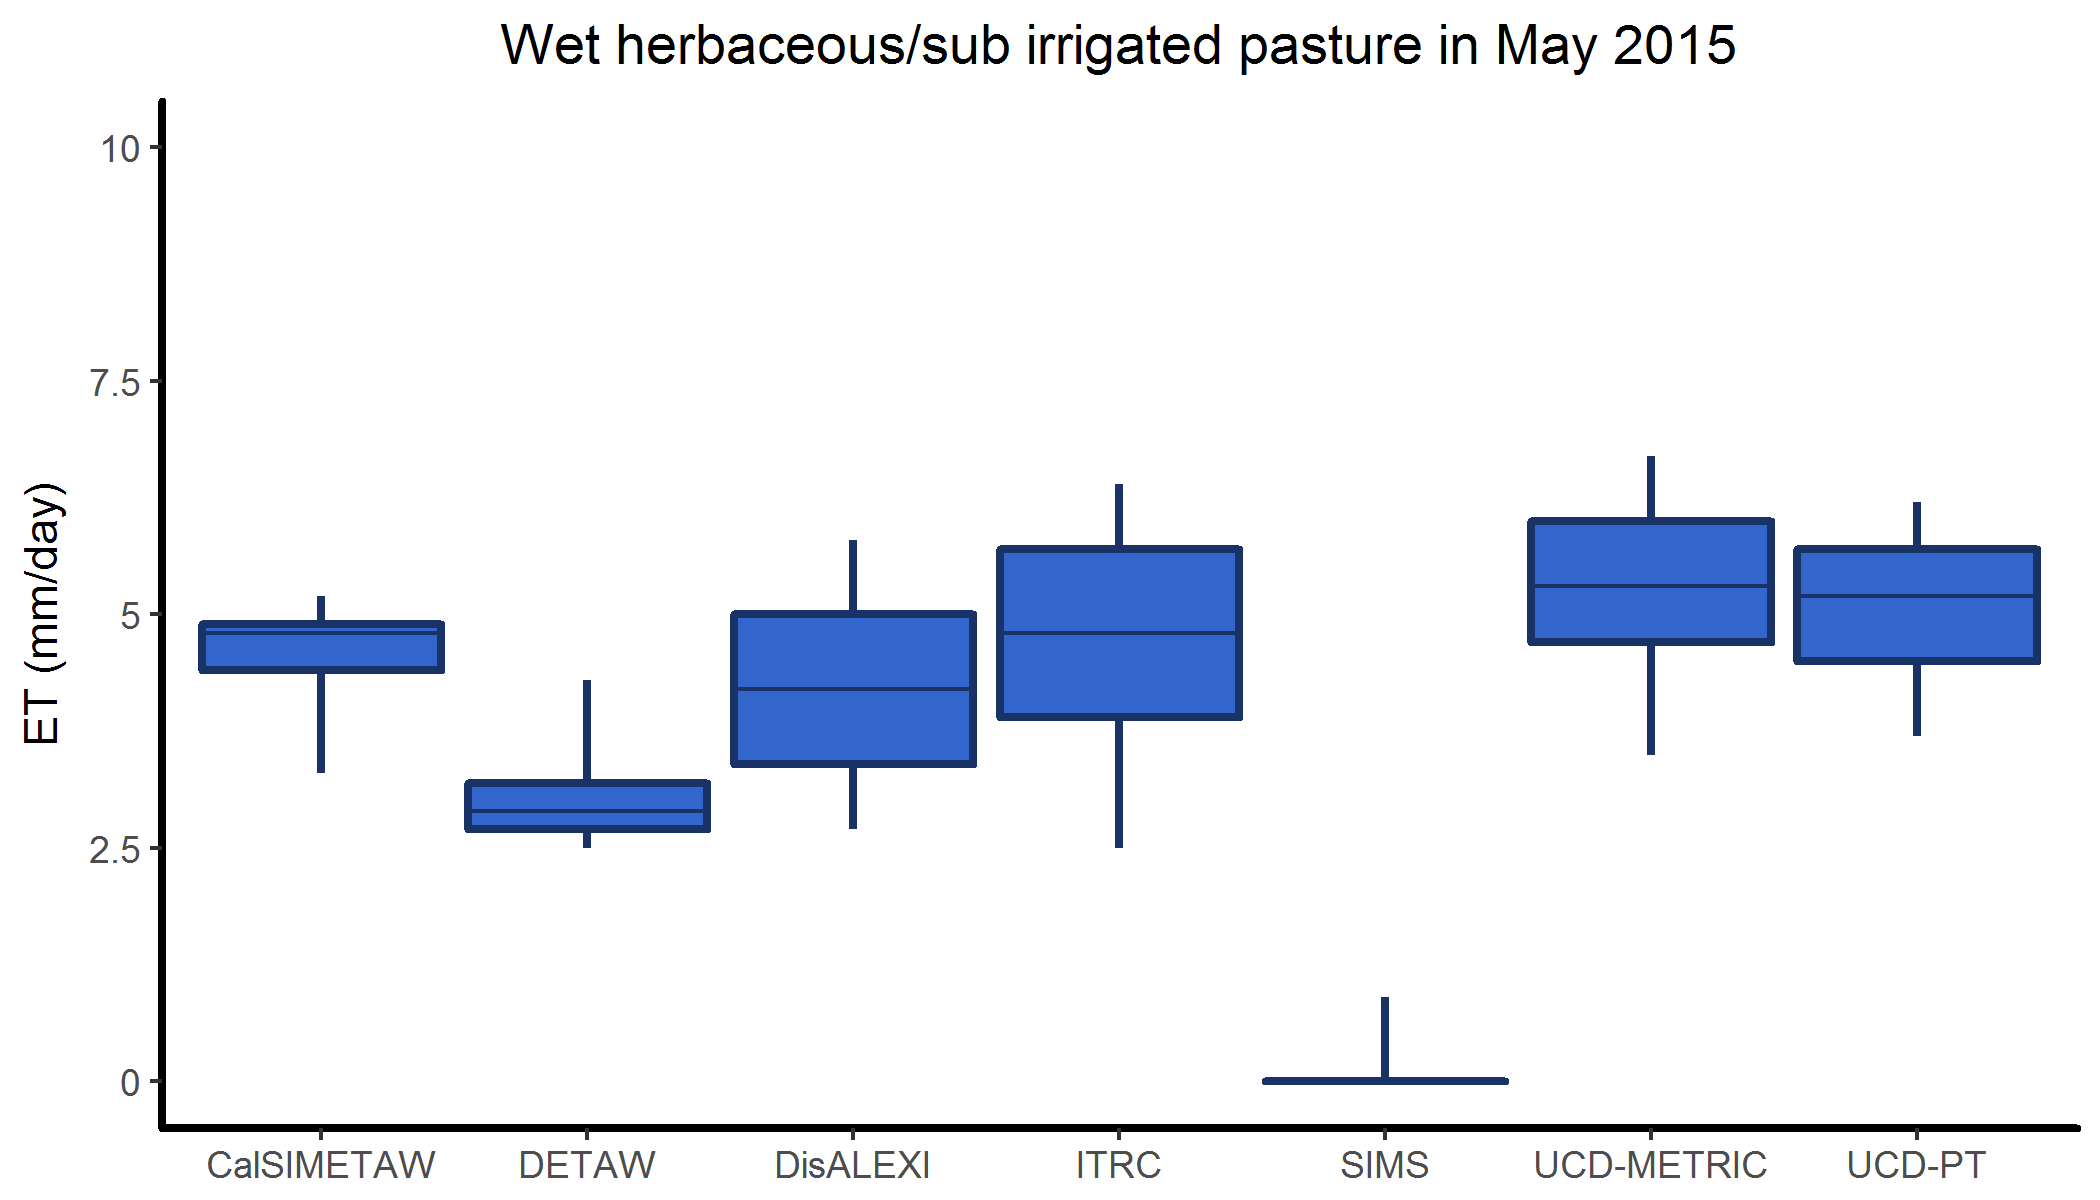 Wet herbaceous/sub irrigated pasture in May 2015
ET (mm/day)
10
7.5
5
2.5
0
CalSIMETAW DETAW DisALEXI ITRC SIMS UCD-METRIC UCD-PT